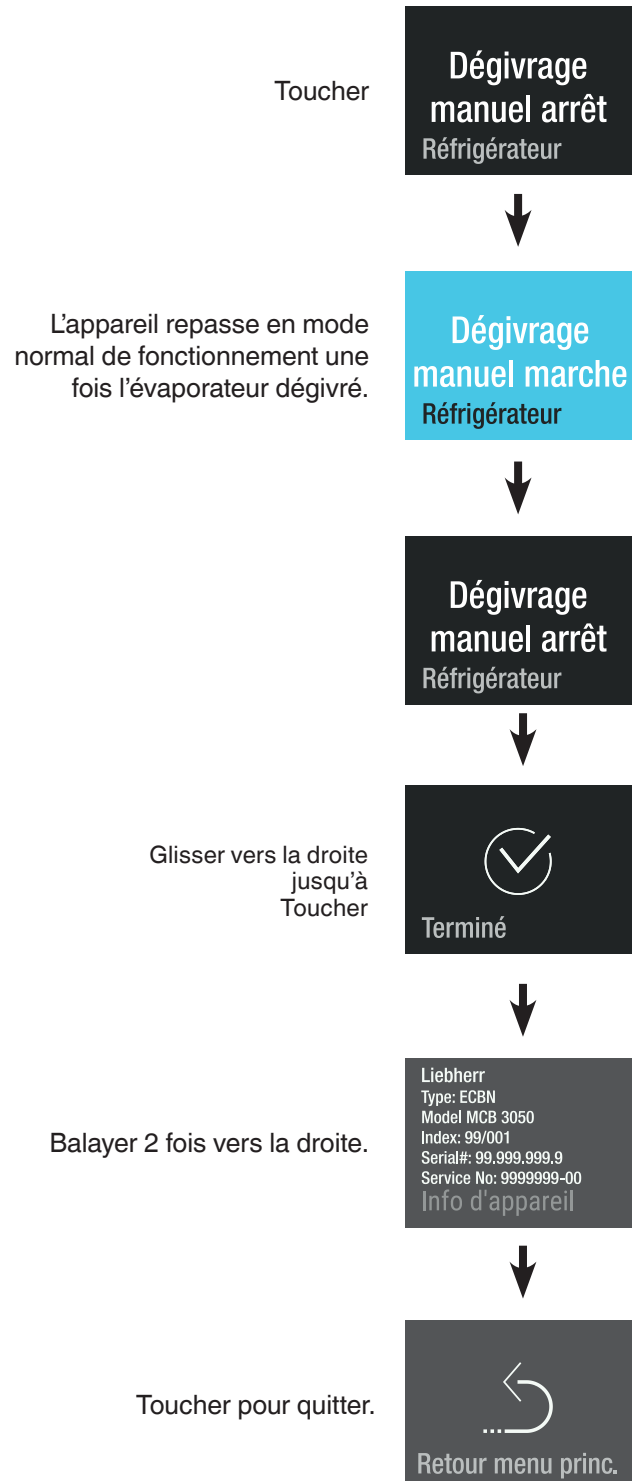 Toucher
Dégivrage
manuel arrêt
Réfrigérateur
L'appareil repasse en mode
normal de fonctionnement une
fois l'évaporateur dégivré.
Dégivrage
manuel marche
Réfrigérateur
Dégivrage
manuel arrêt
Réfrigérateur
Glisser vers la droite
jusqu'à
Toucher
Terminé
Balayer 2 fois vers la droite.
Liebherr
Type: ECBN
Model MCB 3050
Index: 99/001
Serial#: 99.999.999.9
Service No: 9999999-00
Info d'appareil
Toucher pour quitter.
Retour menu princ.